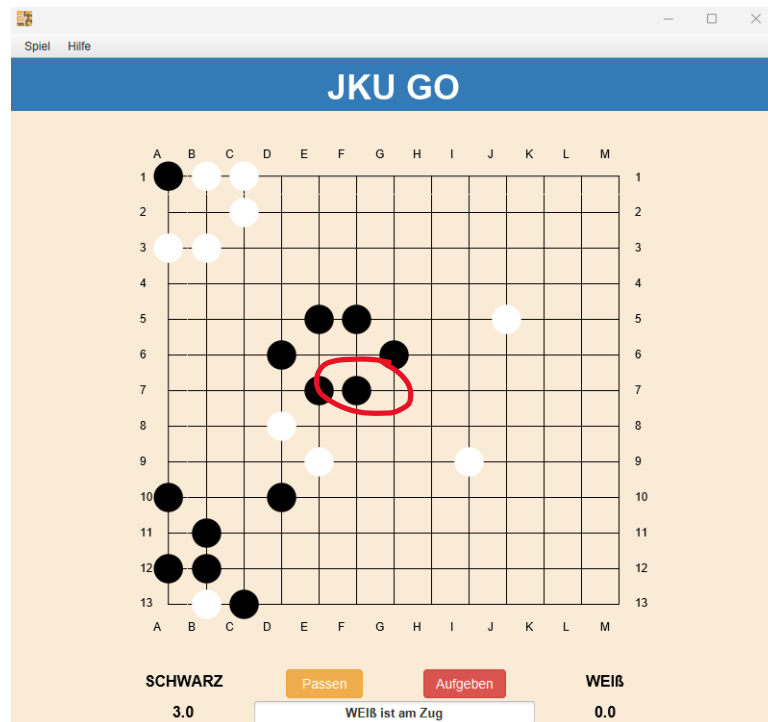 Spiel Hilfe
JKU GO
A B C D E F G H I J K L M
1 1
2 2
3 3
4 4
5 5
6 6
7 7
8 8
9 9
10 10
11 11
12 12
13 13
A B C D E F G H I J K L M
SCHWARZ Passen Aufgeben WEIß
3.0 WEIß ist am Zug 0.0